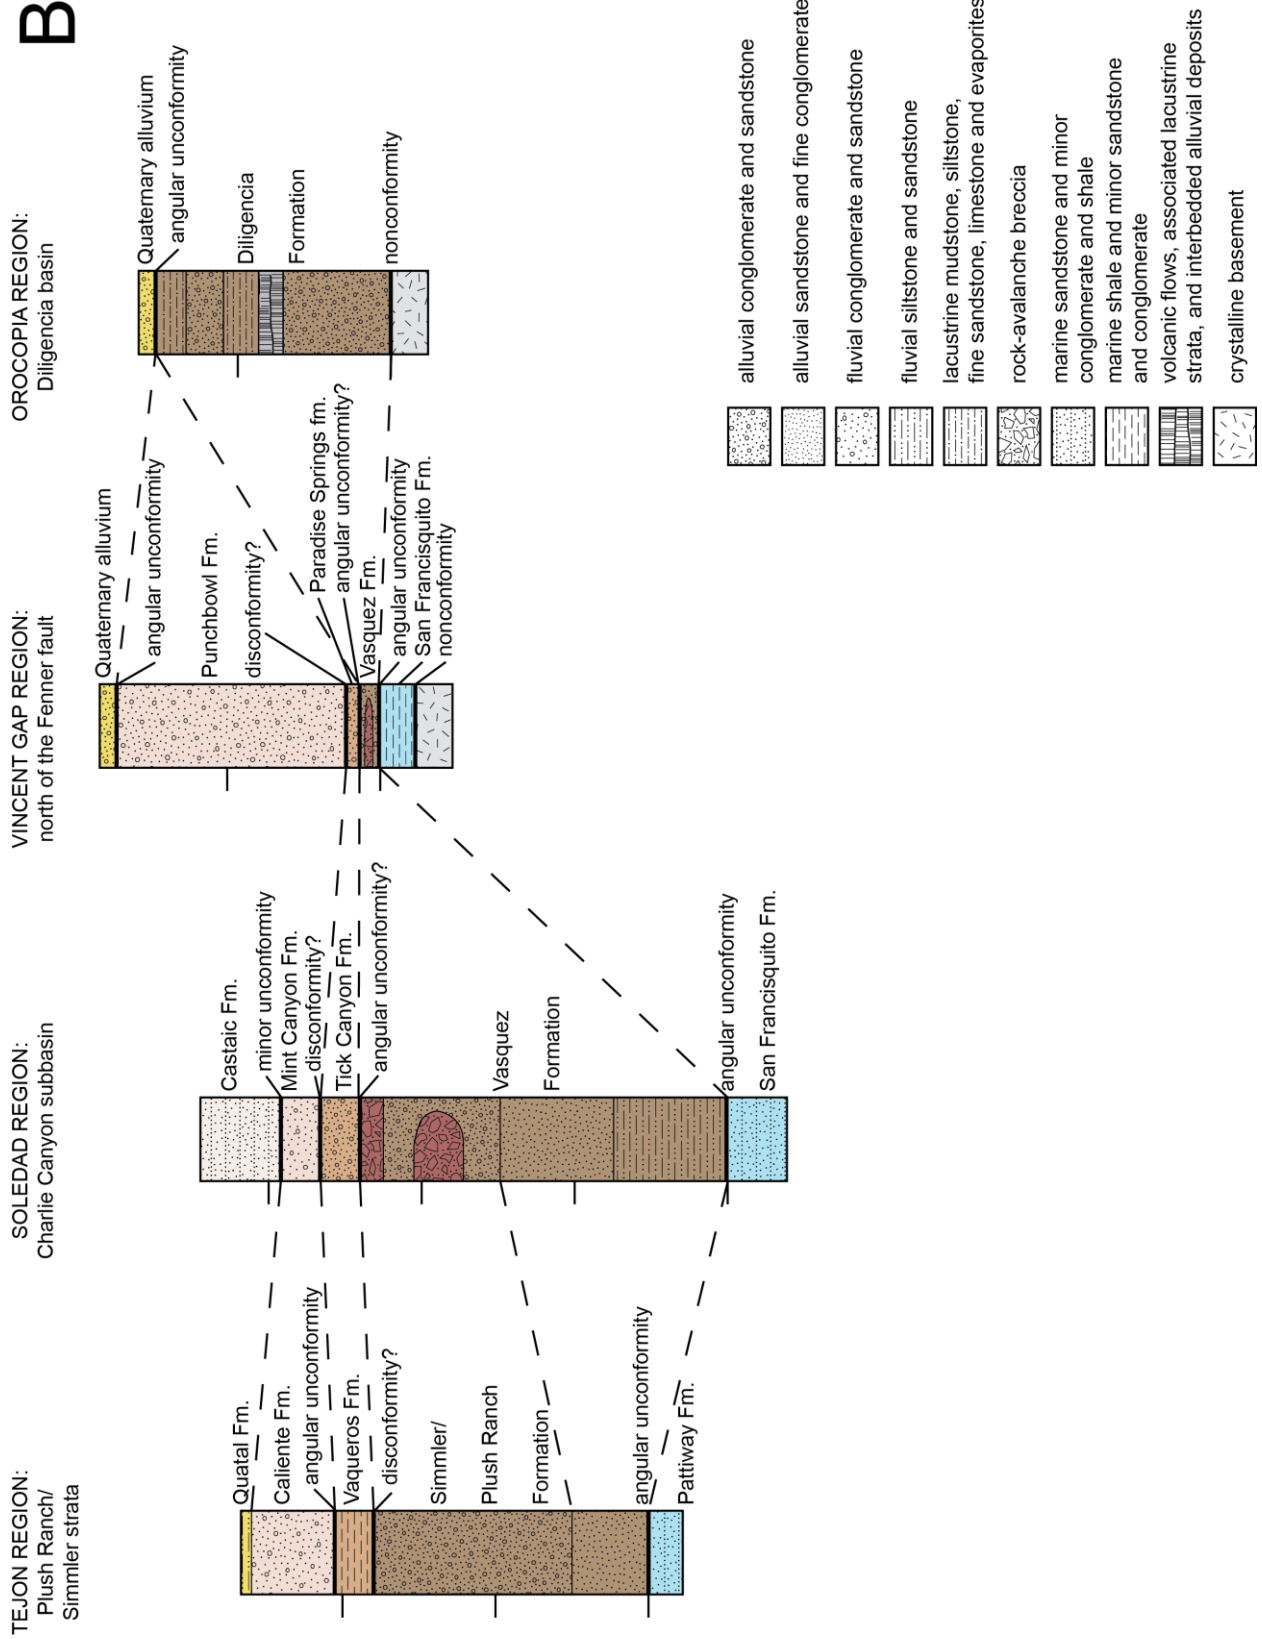 B
TEJON REGION:
Plush Ranch/
Simmler strata
Quatal Fm.
Caliente Fm.
angular unconformity
Vaqueros Fm.
disconformity?
Simmler/
Plush Ranch
Formation
angular unconformity
Pattiway Fm.
SOLEDAD REGION:
Charlie Canyon subbasin
Castaic Fm.
minor unconformity
Mint Canyon Fm.
disconformity?
Tick Canyon Fm.
angular unconformity?
Vasquez
Formation
angular unconformity
San Francisquito Fm.
VINCENT GAP REGION:
north of the Fenner fault
Quaternary alluvium
angular unconformity
Punchbowl Fm.
disconformity?
Paradise Springs fm.
angular unconformity?
Vasquez Fm.
angular unconformity
San Francisquito Fm.
nonconformity
OROCOPIA REGION:
Diligencia basin
Quaternary alluvium
angular unconformity
Diligencia
Formation
nonconformity
alluvial conglomerate and sandstone
alluvial sandstone and fine conglomerate
fluvial conglomerate and sandstone
fluvial siltstone and sandstone
lacustrine mudstone, siltstone,
fine sandstone, limestone and evaporites
rock-avalanche breccia
marine sandstone and minor
conglomerate and shale
marine shale and minor sandstone
and conglomerate
volcanic flows, associated lacustrine
strata, and interbedded alluvial deposits
crystalline basement